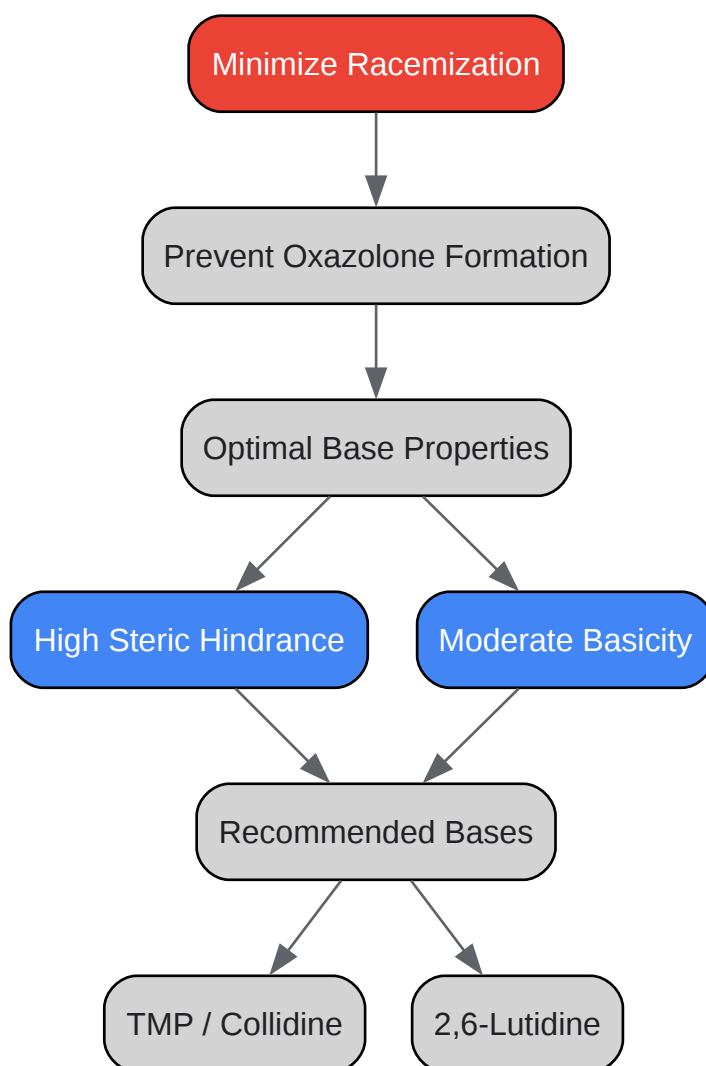 Minimize Racemization
Prevent Oxazolone Formation
Optimal Base Properties
High Steric Hindrance
Moderate Basicity
Recommended Bases
TMP / Collidine
2,6-Lutidine